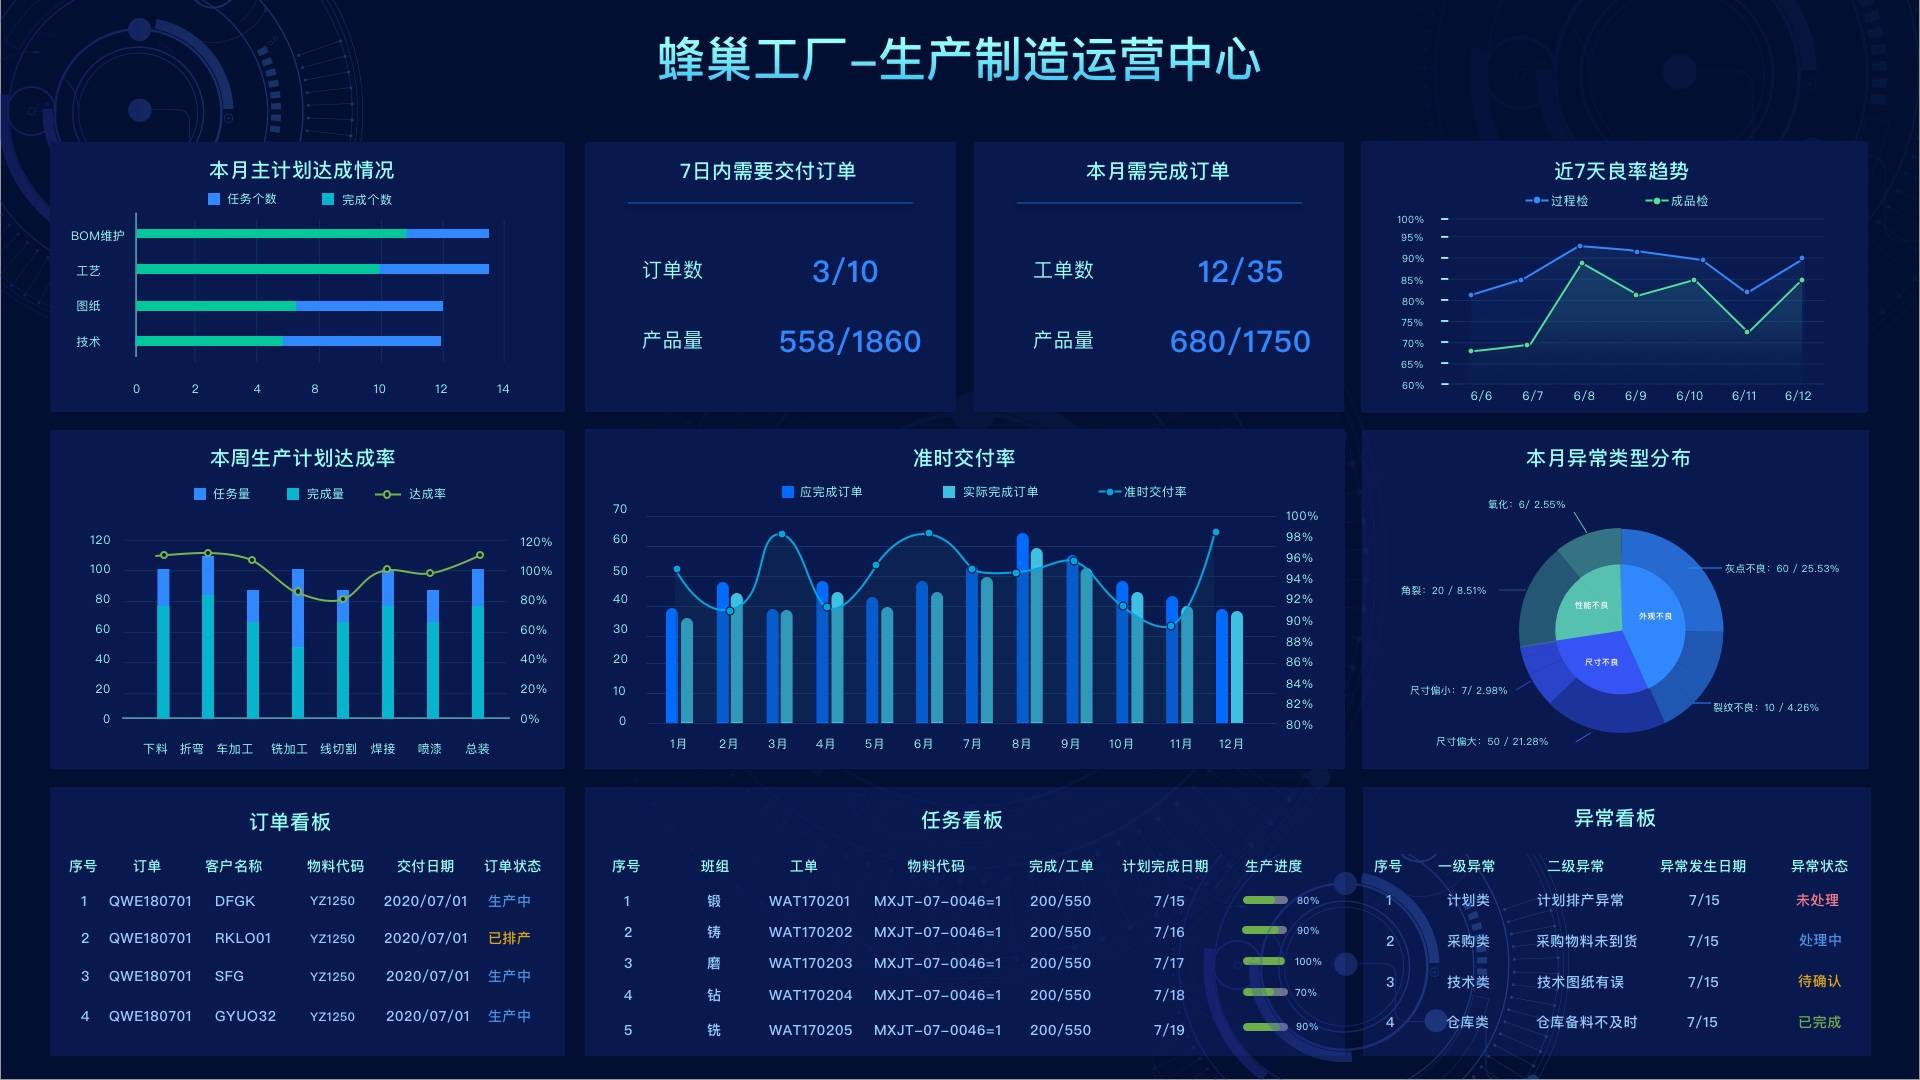 蜂巢工厂-生产制造运营中心
本月主计划达成情况
任务个数 完成个数
BOM维护
工艺
图纸
技术
0 2 4 8 10 12 14
7日内需要交付订单
订单数 3/10
产品量 558/1860
本月需完成订单
工单数 12/35
产品量 680/1750
近7天良率趋势
过程检 成品检
100%
95%
90%
85%
80%
75%
70%
65%
60%
6/6 6/7 6/8 6/9 6/10 6/11 6/12
本周生产计划达成率
任务量 完成量 达成率
120 120%
100 100%
80 80%
60 60%
40 40%
20 20%
0 0%
下料 折弯 车加工 铣加工 线切割 焊接 喷漆 总装
准时交付率
应完成订单 实际完成订单 准时交付率
70
60
50
40
30
20
10
0
100%
98%
96%
94%
92%
90%
88%
86%
84%
82%
80%
1月 2月 3月 4月 5月 6月 7月 8月 9月 10月 11月 12月
本月异常类型分布
氧化：6/ 2.55%
灰点不良：60 / 25.53%
角裂：20 / 8.51%
性能不良
外观不良
尺寸不良
尺寸偏小：7/ 2.98%
裂纹不良：10 / 4.26%
尺寸偏大：50 / 21.28%
订单看板
序号 订单 客户名称 物料代码 交付日期 订单状态
1 QWE180701 DFGK YZ1250 2020/07/01 生产中
2 QWE180701 RKLO01 YZ1250 2020/07/01 已排产
3 QWE180701 SFG YZ1250 2020/07/01 生产中
4 QWE180701 GYUO32 YZ1250 2020/07/01 生产中
任务看板
序号 班组 工单 物料代码 完成/工单 计划完成日期 生产进度
1 锻 WAT170201 MXJT-07-0046=1 200/550 7/15 80%
2 铸 WAT170202 MXJT-07-0046=1 200/550 7/16 90%
3 磨 WAT170203 MXJT-07-0046=1 200/550 7/17 100%
4 钻 WAT170204 MXJT-07-0046=1 200/550 7/18 70%
5 铣 WAT170205 MXJT-07-0046=1 200/550 7/19 90%
异常看板
序号 一级异常 二级异常 异常发生日期 异常状态
1 计划类 计划排产异常 7/15 未处理
2 采购类 采购物料未到货 7/15 处理中
3 技术类 技术图纸有误 7/15 待确认
4 仓库类 仓库备料不及时 7/15 已完成